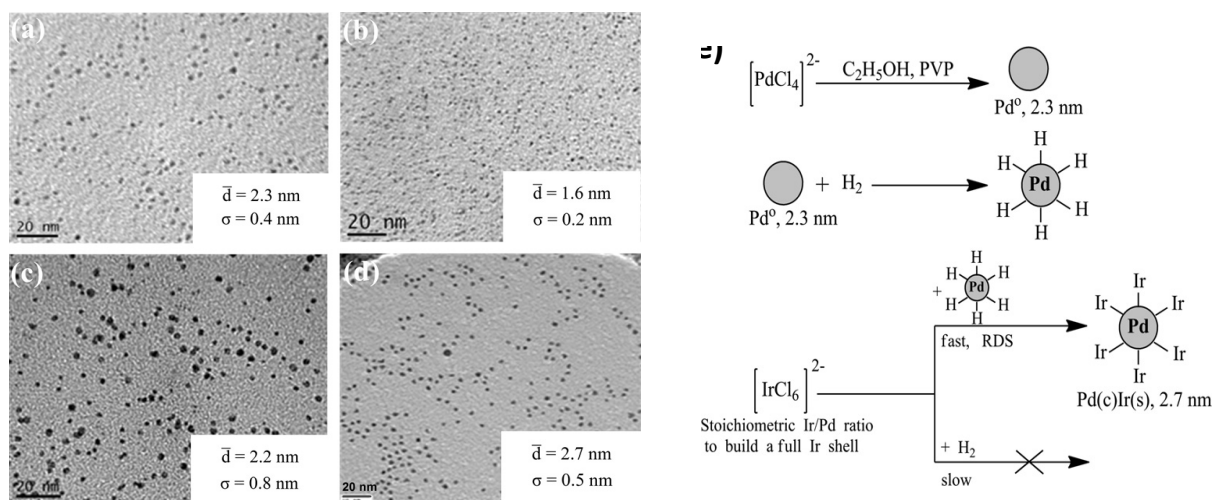 (a)
d̅ = 2.3 nm
σ = 0.4 nm
20 nm
(b)
d̅ = 1.6 nm
σ = 0.2 nm
20 nm
(c)
d̅ = 2.2 nm
σ = 0.8 nm
20 nm
(d)
d̅ = 2.7 nm
σ = 0.5 nm
20 nm
e)
[PdCl₄]²⁻ C₂H₅OH, PVP
Pdᵒ, 2.3 nm
+ H₂
Pdᵒ, 2.3 nm
H
H H
Pd
H H
H
H
H H
+ Pd
H H
H
fast, RDS
Ir
Ir Ir
Pd
Ir Ir
Ir
Pd(c)Ir(s), 2.7 nm
[IrCl₆]²⁻
Stoichiometric Ir/Pd ratio
to build a full Ir shell
+ H₂
slow